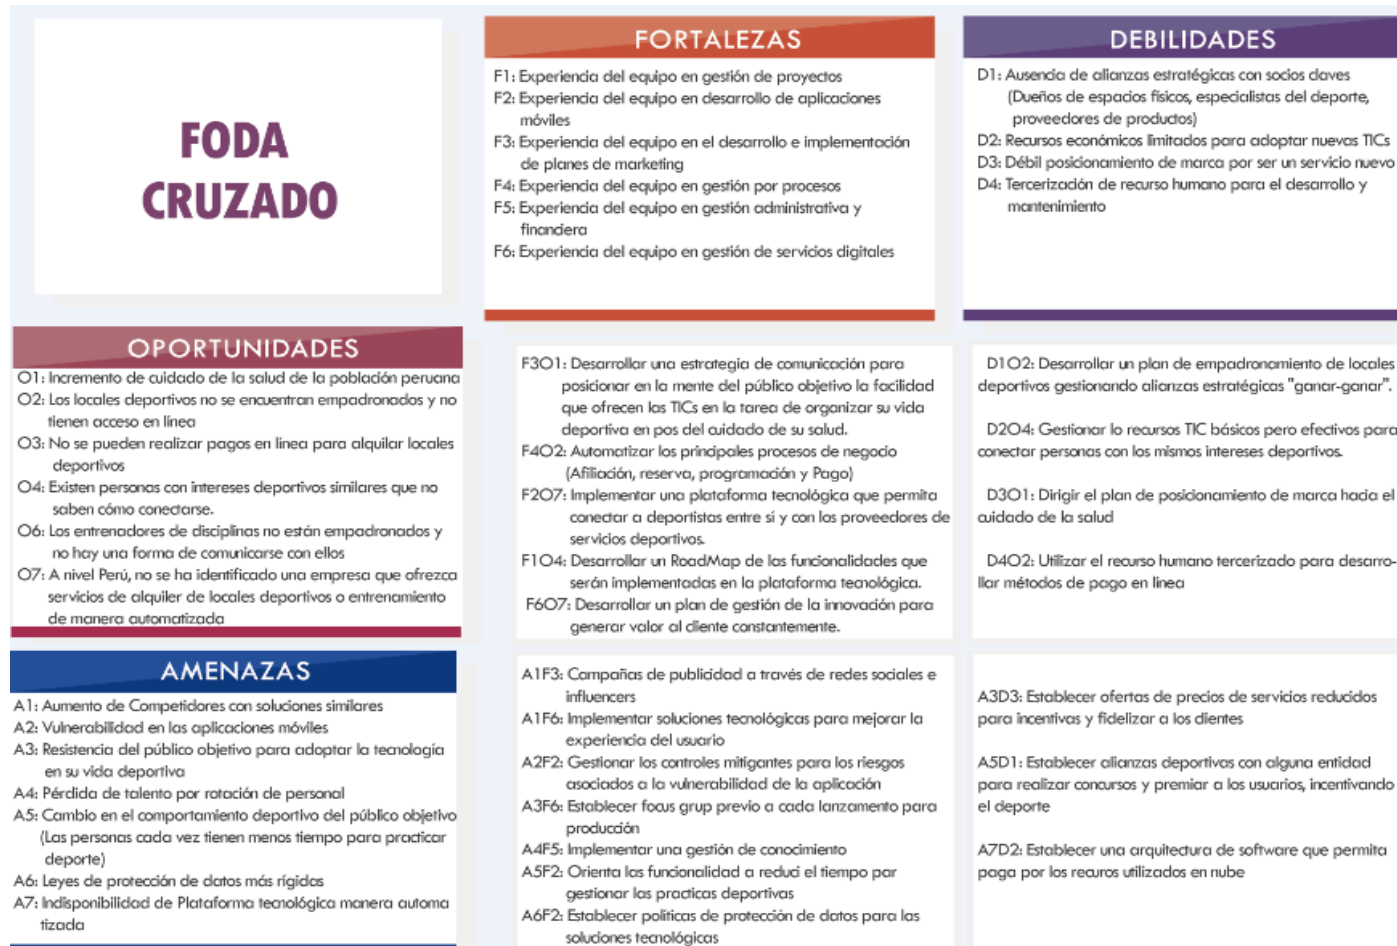 FODA
CRUZADO
FORTALEZAS
F1: Experiencia del equipo en gestión de proyectos
F2: Experiencia del equipo en desarrollo de aplicaciones
móviles
F3: Experiencia del equipo en el desarrollo e implementación
de planes de marketing
F4: Experiencia del equipo en gestión por procesos
F5: Experiencia del equipo en gestión administrativa y
financiera
F6: Experiencia del equipo en gestión de servicios digitales
DEBILIDADES
D1: Ausencia de alianzas estratégicas con socios claves
(Dueños de espacios físicos, especialistas del deporte,
proveedores de productos)
D2: Recursos económicos limitados para adoptar nuevas TICs
D3: Débil posicionamiento de marca por ser un servicio nuevo
D4: Tercerización de recurso humano para el desarrollo y
mantenimiento
OPORTUNIDADES
O1: Incremento de cuidado de la salud de la población peruana
O2: Los locales deportivos no se encuentran empadronados y no
tienen acceso en línea
O3: No se pueden realizar pagos en linea para alquilar locales
deportivos
O4: Existen personas con intereses deportivos similares que no
saben cómo conectarse.
O6: Los entrenadores de disciplinas no están empadronados y
no hay una forma de comunicarse con ellos
O7: A nivel Perú, no se ha identificado una empresa que ofrezca
servicios de alquiler de locales deportivos o entrenamiento
de manera automatizada
F3O1: Desarrollar una estrategia de comunicación para
posicionar en la mente del público objetivo la facilidad
que ofrecen las TICs en la tarea de organizar su vida
deportiva en pos del cuidado de su salud.
F4O2: Automatizar los principales procesos de negocio
(Afiliación, reserva, programación y Pago)
F2O7: Implementar una plataforma tecnológica que permita
conectar a deportistas entre sí y con los proveedores de
servicios deportivos.
F1O4: Desarrollar un RoadMap de las funcionalidades que
serán implementadas en la plataforma tecnológica.
F6O7: Desarrollar un plan de gestión de la innovación para
generar valor al cliente constantemente.
D1O2: Desarrollar un plan de empadronamiento de locales
deportivos gestionando alianzas estratégicas "ganar-ganar".
D2O4: Gestionar lo recursos TIC básicos pero efectivos para
conectar personas con los mismos intereses deportivos.
D3O1: Dirigir el plan de posicionamiento de marca hacia el
cuidado de la salud
D4O2: Utilizar el recurso humano tercerizado para desarro-
llar métodos de pago en linea
AMENAZAS
A1: Aumento de Competidores con soluciones similares
A2: Vulnerabilidad en las aplicaciones móviles
A3: Resistencia del público objetivo para adoptar la tecnología
en su vida deportiva
A4: Pérdida de talento por rotación de personal
A5: Cambio en el comportamiento deportivo del público objetivo
(Las personas cada vez tienen menos tiempo para practicar
deporte)
A6: Leyes de protección de datos más rígidas
A7: Indisponibilidad de Plataforma tecnológica manera automa
tizada
A1F3: Campañas de publicidad a través de redes sociales e
influencers
A1F6: Implementar soluciones tecnológicas para mejorar la
experiencia del usuario
A2F2: Gestionar los controles mitigantes para los riesgos
asociados a la vulnerabilidad de la aplicación
A3F6: Establecer focus grup previo a cada lanzamento para
producción
A4F5: Implementar una gestión de conocimiento
A5F2: Orienta las funcionalidad a reduci el tiempo par
gestionar las practicas deportivas
A6F2: Establecer politicas de protección de datos para las
soluciones tecnológicas
A3D3: Establecer ofertas de precios de servicios reducidos
para incentivas y fidelizar a los clientes
A5D1: Establecer alianzas deportivas con alguna entidad
para realizar concursos y premiar a los usuarios, incentivando
el deporte
A7D2: Establecer una arquitectura de software que permita
paga por los recuros utilizados en nube